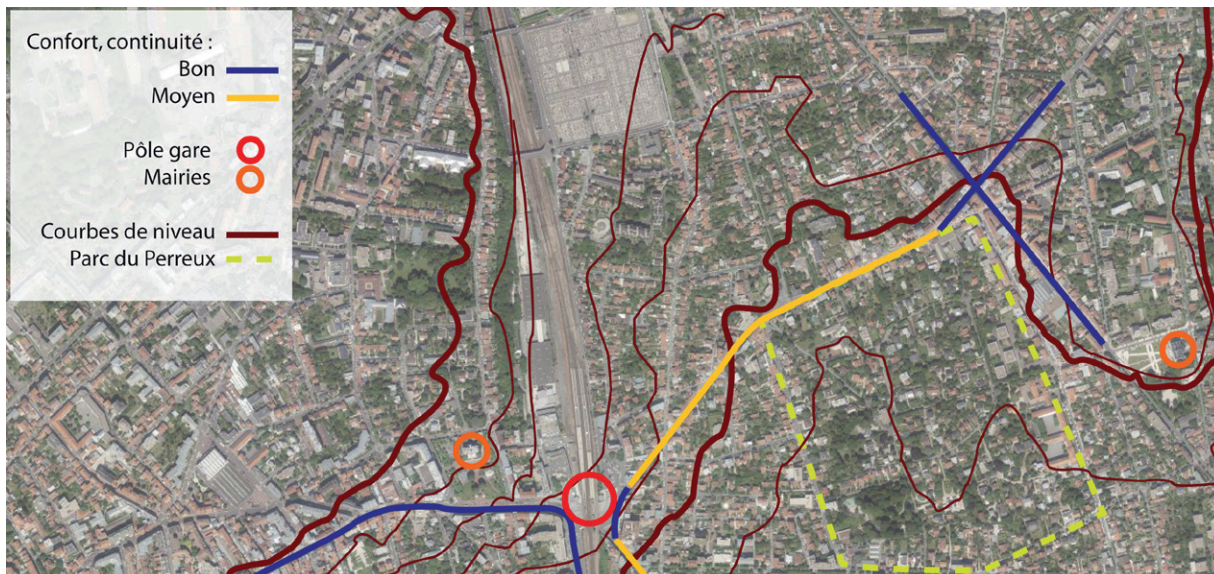 Confort, continuité :
Bon
Moyen
Pôle gare
Mairies
Courbes de niveau
Parc du Perreux